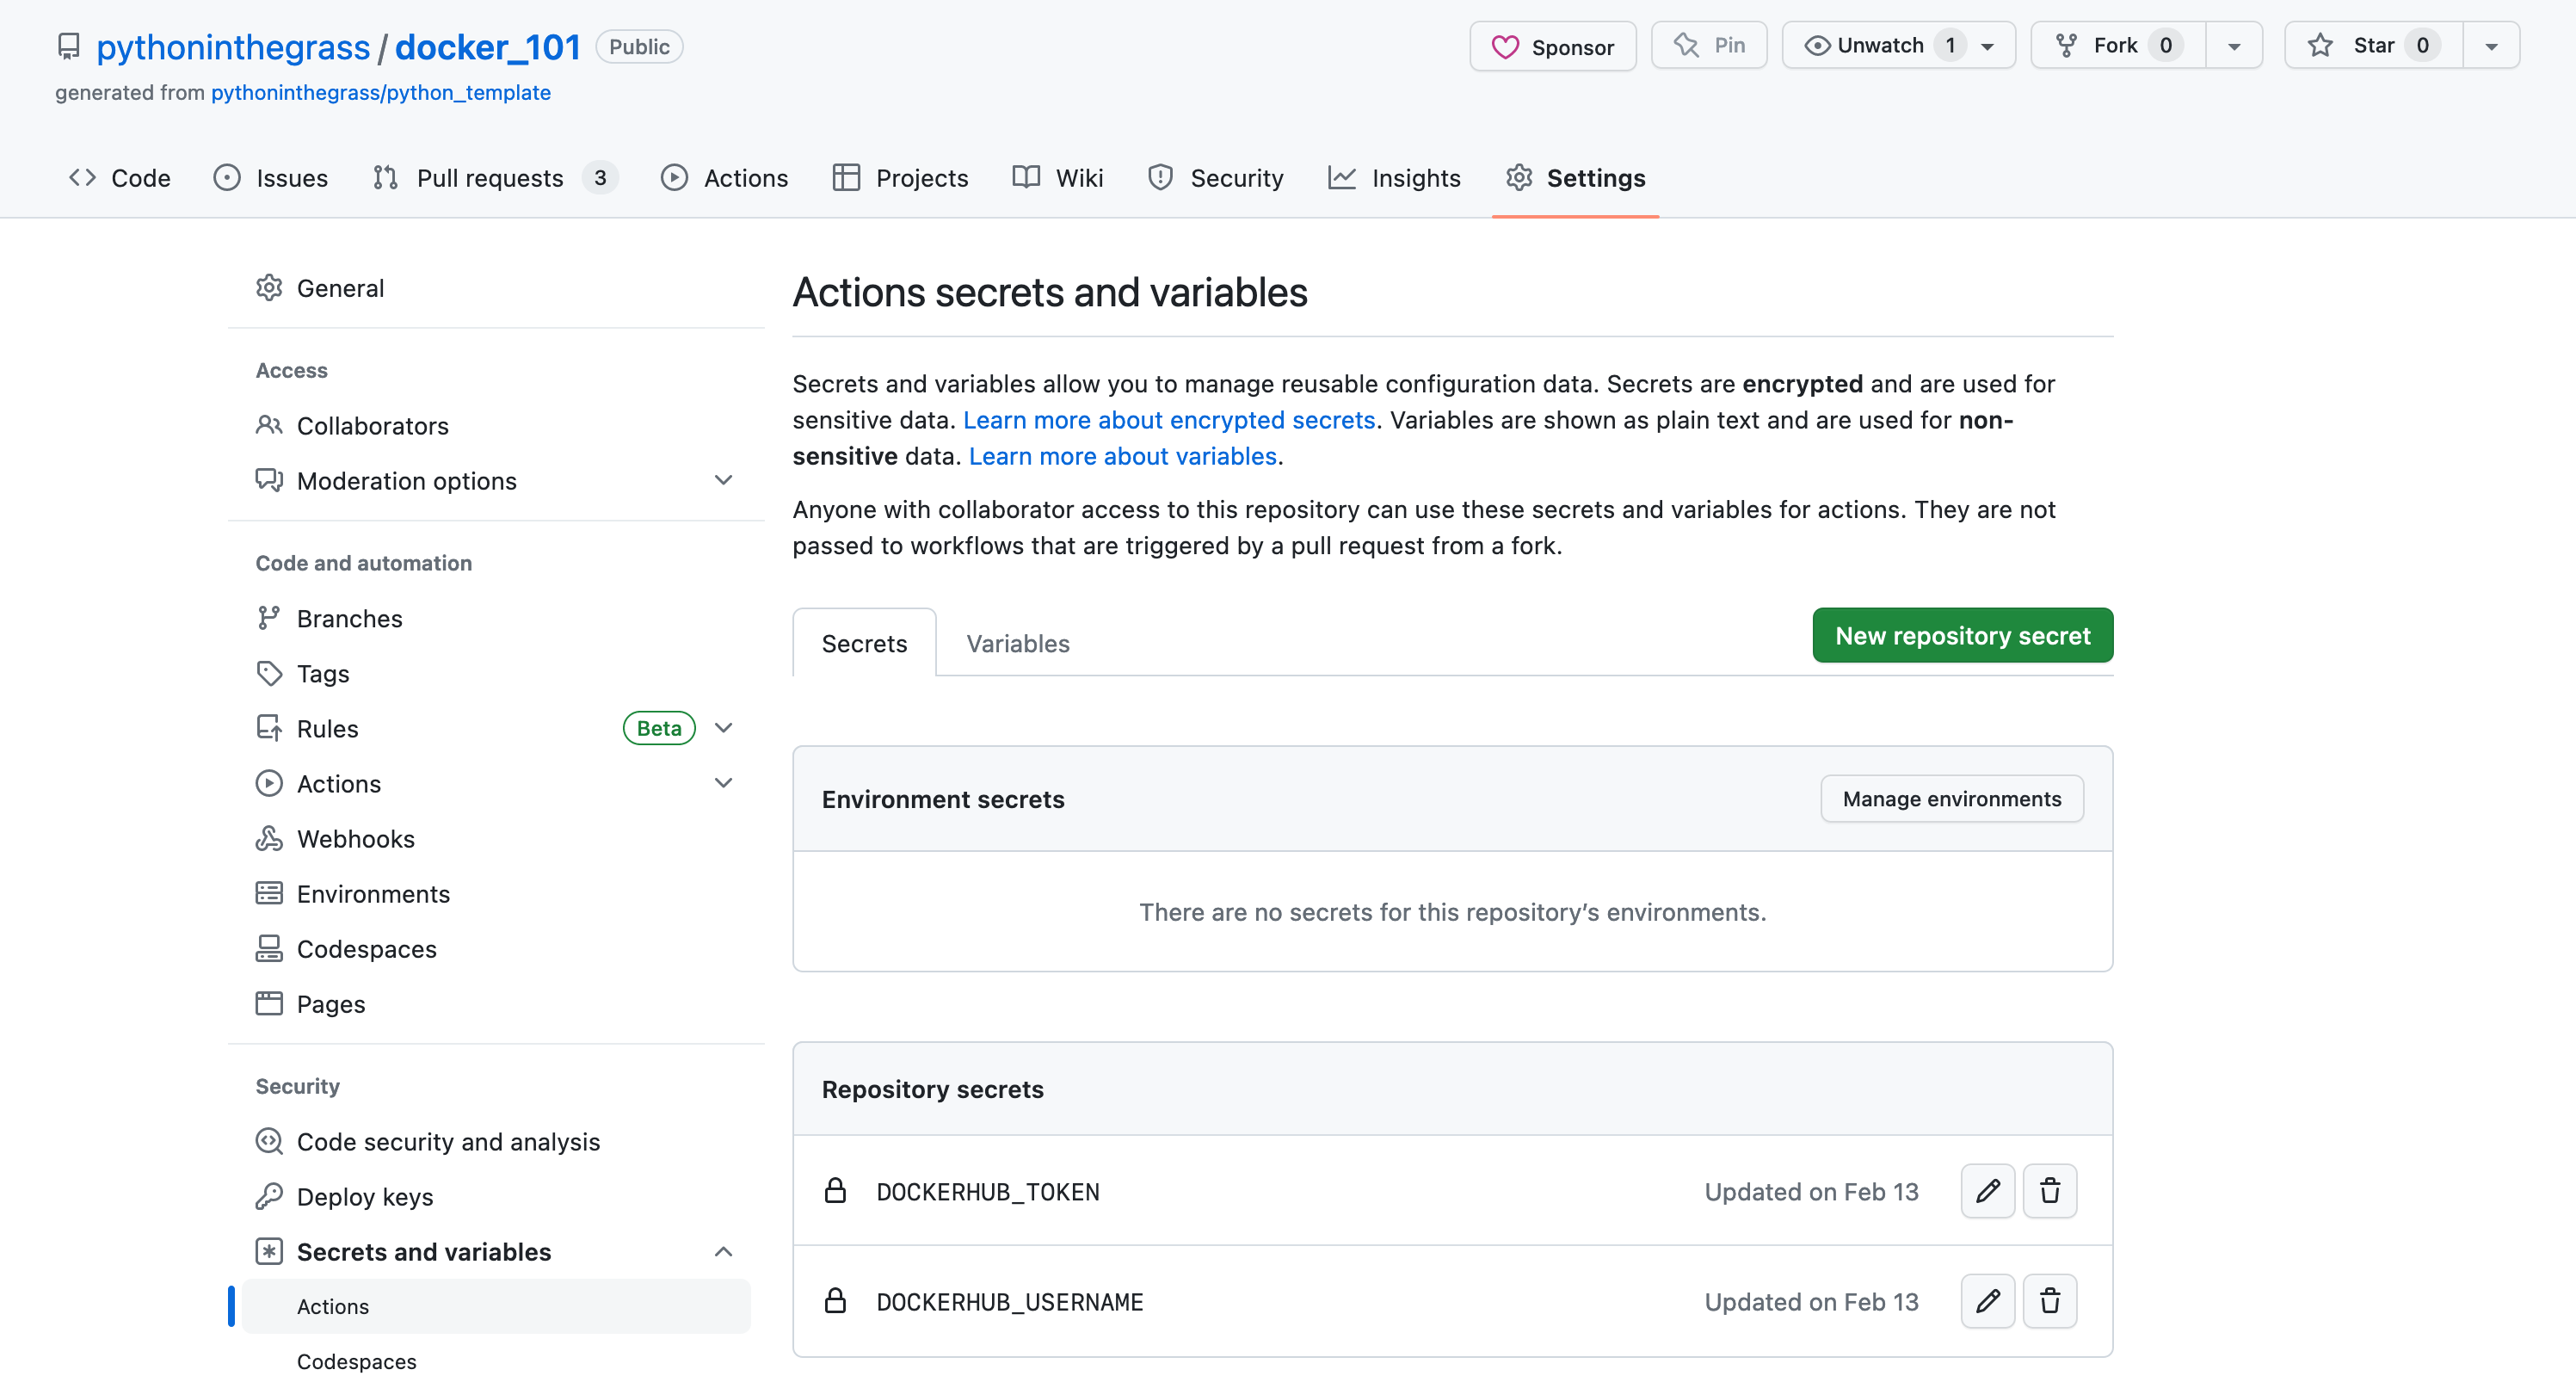 pythoninthegrass / docker_101 Public
Sponsor Pin Unwatch 1 Fork 0 Star 0
generated from pythoninthegrass/python_template
Code Issues Pull requests 3 Actions Projects Wiki Security Insights Settings
General
Access
Collaborators
Moderation options
Code and automation
Branches
Tags
Rules Beta
Actions
Webhooks
Environments
Codespaces
Pages
Security
Code security and analysis
Deploy keys
Secrets and variables
Actions
Codespaces
Actions secrets and variables
Secrets and variables allow you to manage reusable configuration data. Secrets are encrypted and are used for
sensitive data. Learn more about encrypted secrets. Variables are shown as plain text and are used for non-
sensitive data. Learn more about variables.
Anyone with collaborator access to this repository can use these secrets and variables for actions. They are not
passed to workflows that are triggered by a pull request from a fork.
Secrets Variables New repository secret
Environment secrets Manage environments
There are no secrets for this repository’s environments.
Repository secrets
DOCKERHUB_TOKEN Updated on Feb 13
DOCKERHUB_USERNAME Updated on Feb 13